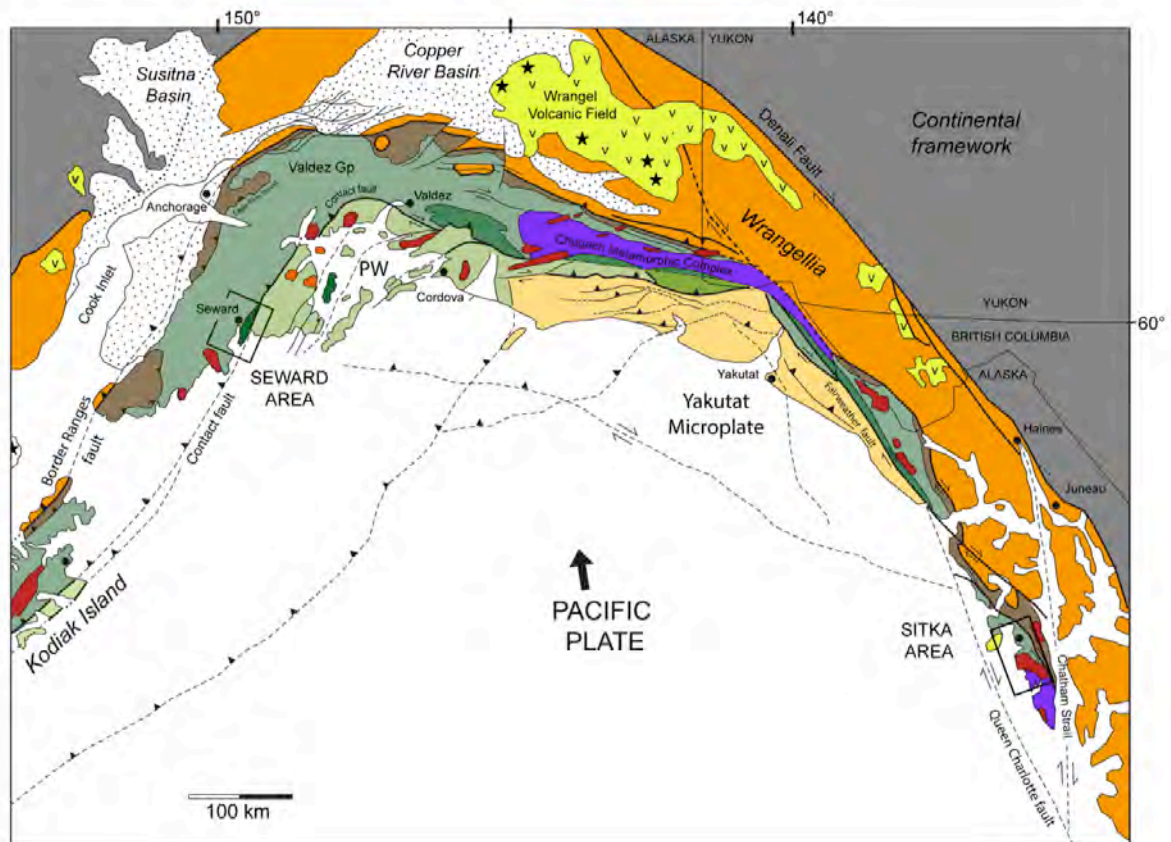 150°
140°
Susitna
Basin
Copper
River Basin
ALASKA
YUKON
Wrangel
Volcanic Field
Denali Fault
Continental
framework
Valdez Gp
Anchorage
Contact fault
Valdez
Wrangellia
Chugach Metamorphic Complex
Cook Inlet
PW
Cordova
Seward
YUKON
60°
BRITISH COLUMBIA
ALASKA
SEWARD
AREA
Yakutat
Yakutat
Microplate
Fairweather fault
Border Ranges
fault
Contact fault
Haines
Juneau
Kodiak Island
PACIFIC
PLATE
SITKA
AREA
Chatham Strait
Queen Charlotte fault
100 km